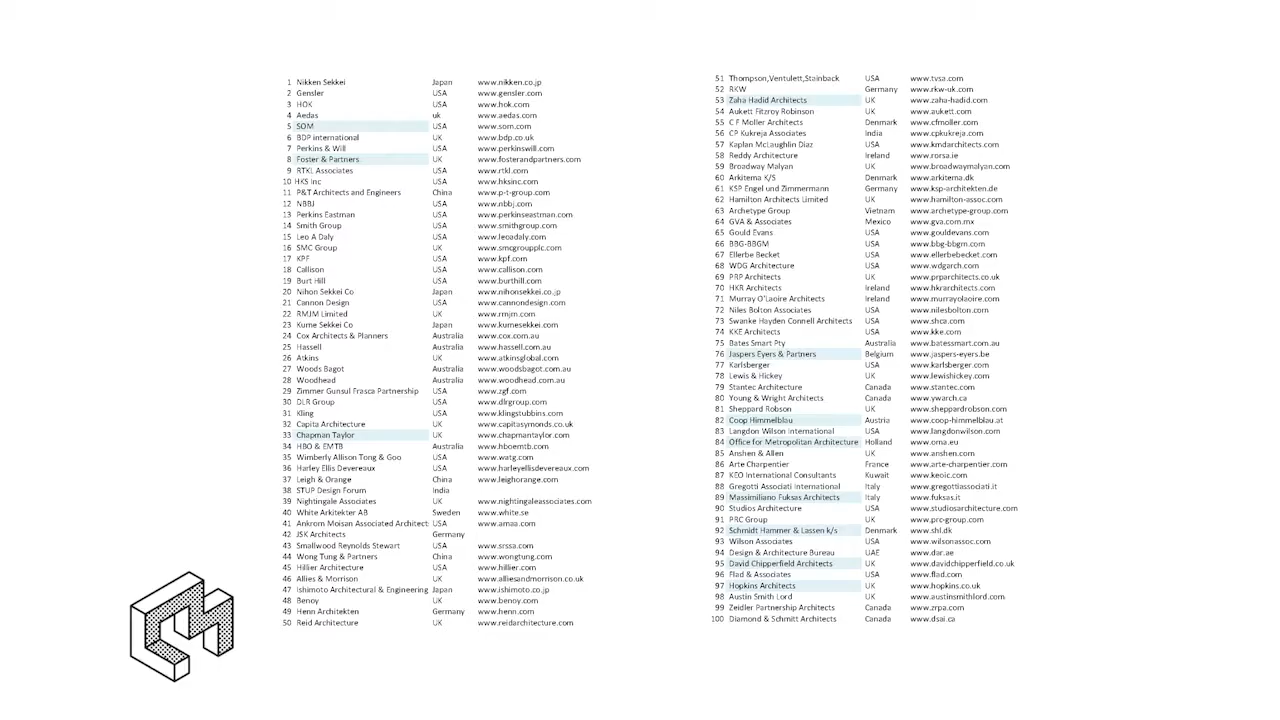 1 Nikken Sekkei Japan www.nikken.co.jp
2 Gensler USA www.gensler.com
3 HOK USA www.hok.com
4 Aedas uk www.aedas.com
5 SOM USA www.som.com
6 BDP international UK www.bdp.co.uk
7 Perkins & Will USA www.perkinswill.com
8 Foster & Partners UK www.fosterandpartners.com
9 RTKL Associates USA www.rtkl.com
10 HKS Inc USA www.hksinc.com
11 P&T Architects and Engineers China www.p-t-group.com
12 NBBJ USA www.nbbj.com
13 Perkins Eastman USA www.perkinseastman.com
14 Smith Group USA www.smithgroup.com
15 Leo A Daly USA www.leoadaly.com
16 SMC Group UK www.smcgroupplc.com
17 KPF USA www.kpf.com
18 Callison USA www.callison.com
19 Burt Hill USA www.burthill.com
20 Nihon Sekkei Co Japan www.nihonsekkei.co.jp
21 Cannon Design USA www.cannondesign.com
22 RMJM Limited UK www.rmjm.com
23 Kume Sekkei Co Japan www.kumesekkei.com
24 Cox Architects & Planners Australia www.cox.com.au
25 Hassell Australia www.hassell.com.au
26 Atkins UK www.atkinsglobal.com
27 Woods Bagot Australia www.woodsbagot.com.au
28 Woodhead Australia www.woodhead.com.au
29 Zimmer Gunsul Frasca Partnership USA www.zgf.com
30 DLR Group USA www.dlrgroup.com
31 Kling USA www.klingstubbins.com
32 Capita Architecture UK www.capitasymonds.co.uk
33 Chapman Taylor UK www.chapmantaylor.com
34 HBO & EMTB Australia www.hboemtb.com
35 Wimberly Allison Tong & Goo USA www.watg.com
36 Harley Ellis Devereaux USA www.harleyellisdevereaux.com
37 Leigh & Orange China www.leighorange.com
38 STUP Design Forum India
39 Nightingale Associates UK www.nightingaleassociates.com
40 White Arkitekter AB Sweden www.white.se
41 Ankrom Moisan Associated Architect: USA www.amaa.com
42 JSK Architects Germany
43 Smallwood Reynolds Stewart USA www.srssa.com
44 Wong Tung & Partners China www.wongtung.com
45 Hillier Architecture USA www.hillier.com
46 Allies & Morrison UK www.alliesandmorrison.co.uk
47 Ishimoto Architectural & Engineering Japan www.ishimoto.co.jp
48 Benoy UK www.benoy.com
49 Henn Architekten Germany www.henn.com
50 Reid Architecture UK www.reidarchitecture.com
51 Thompson,Ventulett,Stainback USA www.tvsa.com
52 RKW Germany www.rkw-uk.com
53 Zaha Hadid Architects UK www.zaha-hadid.com
54 Aukett Fitzroy Robinson UK www.aukett.com
55 C F Moller Architects Denmark www.cfmoller.com
56 CP Kukreja Associates India www.cpkukreja.com
57 Kaplan McLaughlin Diaz USA www.kmdarchitects.com
58 Reddy Architecture Ireland www.rorsa.ie
59 Broadway Malyan UK www.broadwaymalyan.com
60 Arkitema K/S Denmark www.arkitema.dk
61 KSP Engel und Zimmermann Germany www.ksp-architekten.de
62 Hamilton Architects Limited UK www.hamilton-assoc.com
63 Archetype Group Vietnam www.archetype-group.com
64 GVA & Associates Mexico www.gva.com.mx
65 Gould Evans USA www.gouldevans.com
66 BBG-BBGM USA www.bbg-bbgm.com
67 Ellerbe Becket USA www.ellerbebecket.com
68 WDG Architecture USA www.wdgarch.com
69 PRP Architects UK www.prparchitects.co.uk
70 HKR Architects Ireland www.hkrarchitects.com
71 Murray O'Laoire Architects Ireland www.murrayolaoire.com
72 Niles Bolton Associates USA www.nilesbolton.com
73 Swanke Hayden Connell Architects USA www.shca.com
74 KKE Architects USA www.kke.com
75 Bates Smart Pty Australia www.batessmart.com.au
76 Jaspers Eyers & Partners Belgium www.jaspers-eyers.be
77 Karlsberger USA www.karlsberger.com
78 Lewis & Hickey UK www.lewishickey.com
79 Stantec Architecture Canada www.stantec.com
80 Young & Wright Architects Canada www.ywarch.ca
81 Sheppard Robson UK www.sheppardrobson.com
82 Coop Himmelblau Austria www.coop-himmelblau.at
83 Langdon Wilson International USA www.langdonwilson.com
84 Office for Metropolitan Architecture Holland www.oma.eu
85 Anshen & Allen UK www.anshen.com
86 Arte Charpentier France www.arte-charpentier.com
87 KEO International Consultants Kuwait www.keoic.com
88 Gregotti Associati International Italy www.gregottiassociati.it
89 Massimiliano Fuksas Architects Italy www.fuksas.it
90 Studios Architecture USA www.studiosarchitecture.com
91 PRC Group UK www.prc-group.com
92 Schmidt Hammer & Lassen k/s Denmark www.shl.dk
93 Wilson Associates USA www.wilsonassoc.com
94 Design & Architecture Bureau UAE www.dar.ae
95 David Chipperfield Architects UK www.davidchipperfield.co.uk
96 Flad & Associates USA www.flad.com
97 Hopkins Architects UK www.hopkins.co.uk
98 Austin Smith Lord UK www.austinsmithlord.com
99 Zeidler Partnership Architects Canada www.zrpa.com
100 Diamond & Schmitt Architects Canada www.dsai.ca